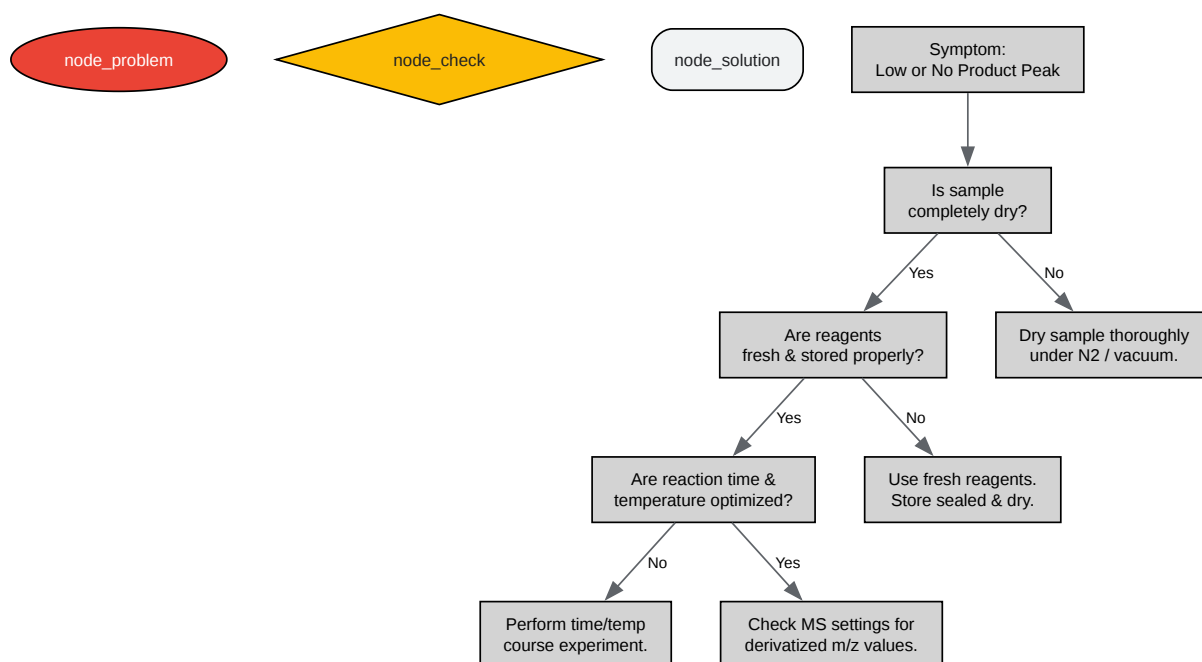 node_problem
node_check
node_solution
Symptom:
Low or No Product Peak
Is sample
completely dry?
Yes
No
Are reagents
fresh & stored properly?
Dry sample thoroughly
under N2 / vacuum.
Yes
No
Are reaction time &
temperature optimized?
Use fresh reagents.
Store sealed & dry.
No
Yes
Perform time/temp
course experiment.
Check MS settings for
derivatized m/z values.